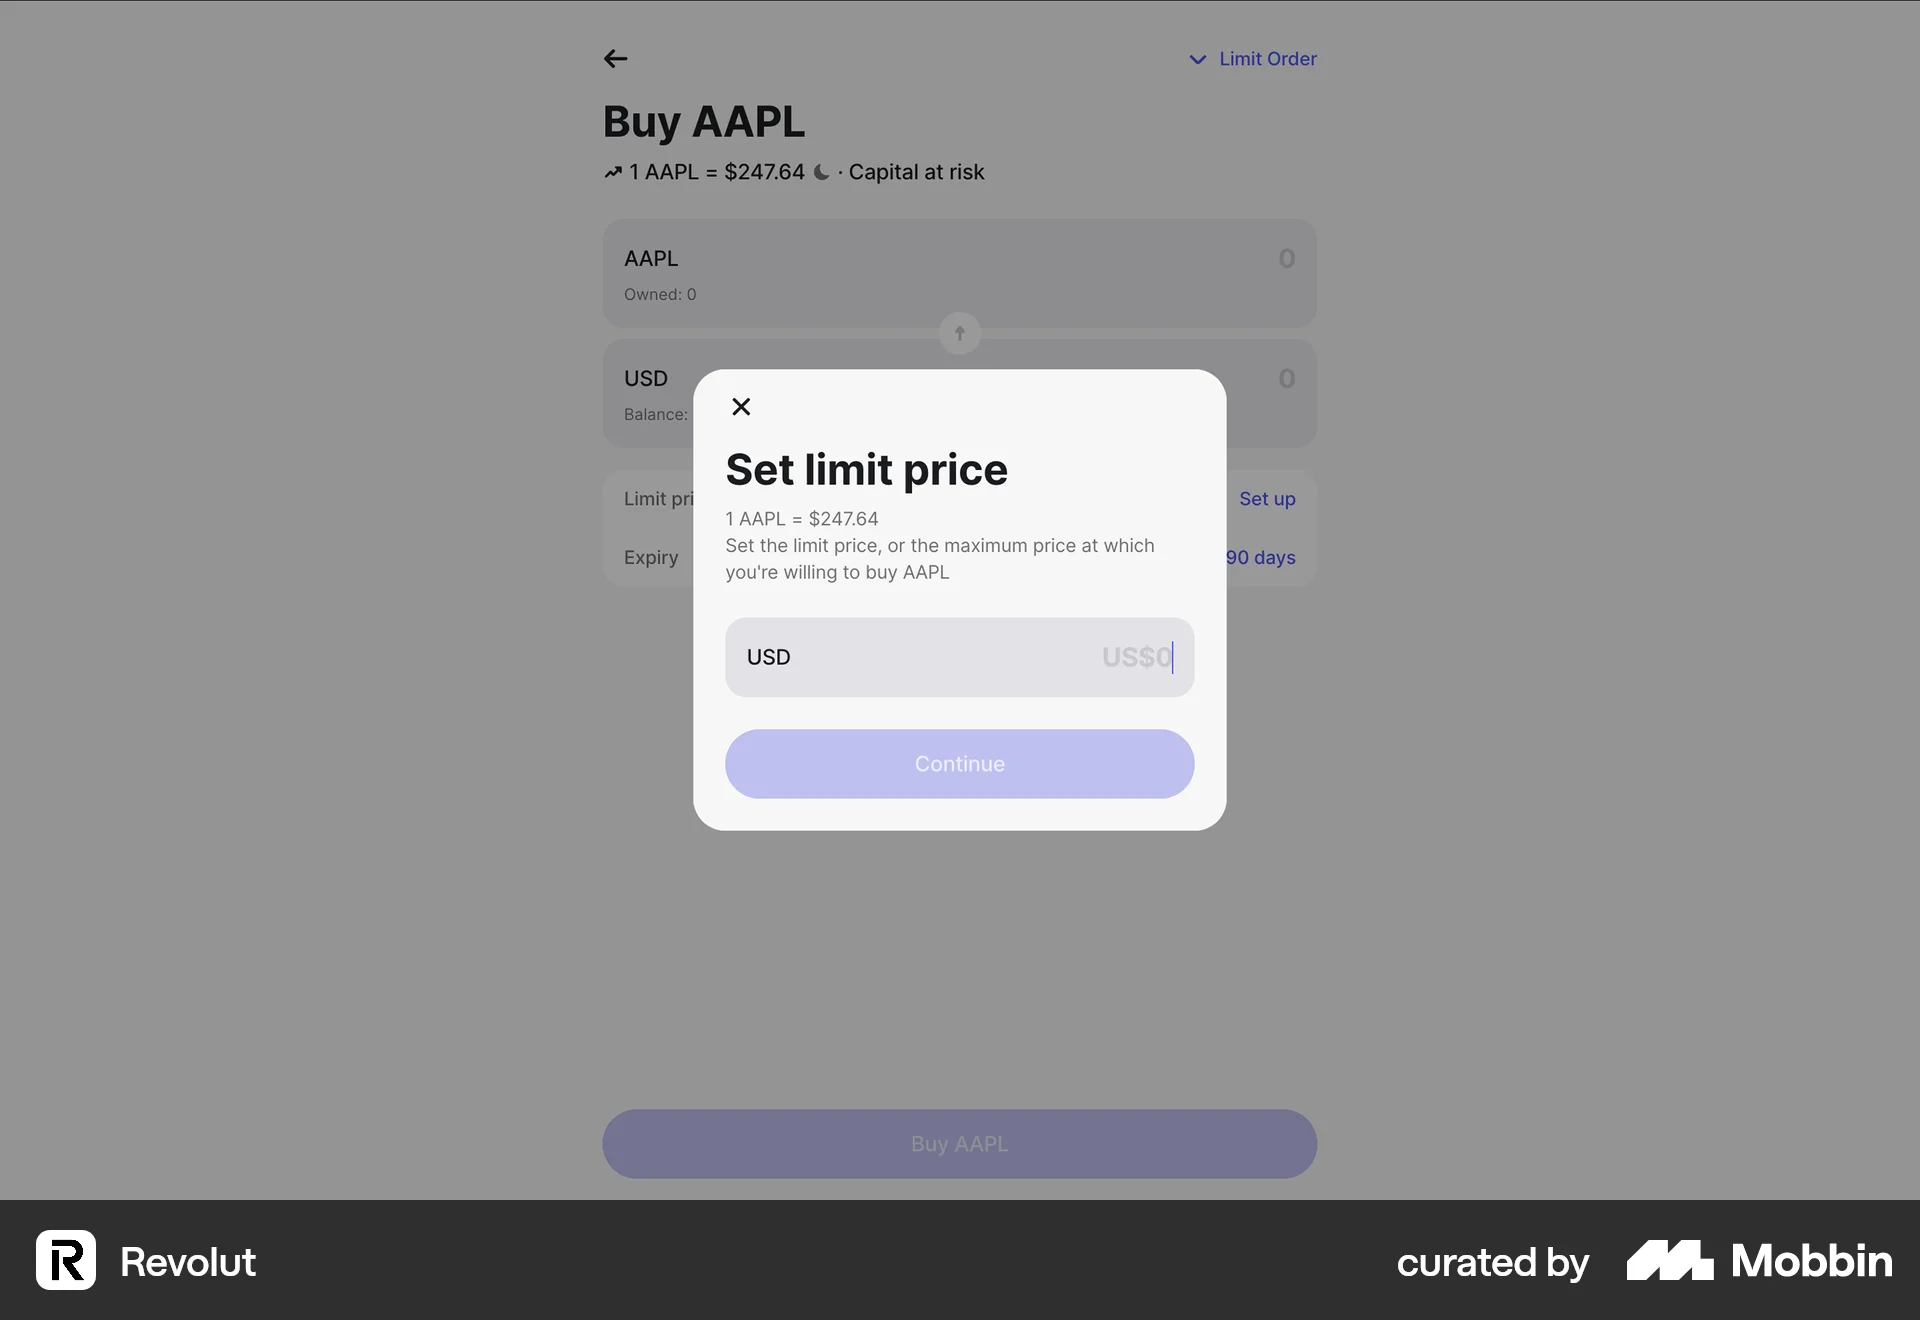 Limit Order
Buy AAPL
1 AAPL = $247.64 · Capital at risk
AAPL
0
Owned: 0
USD
0
Balance:
Limit pri
Set up
Expiry
90 days
Set limit price
1 AAPL = $247.64
Set the limit price, or the maximum price at which
you're willing to buy AAPL
USD
US$0
Continue
Buy AAPL
Revolut
curated by
Mobbin